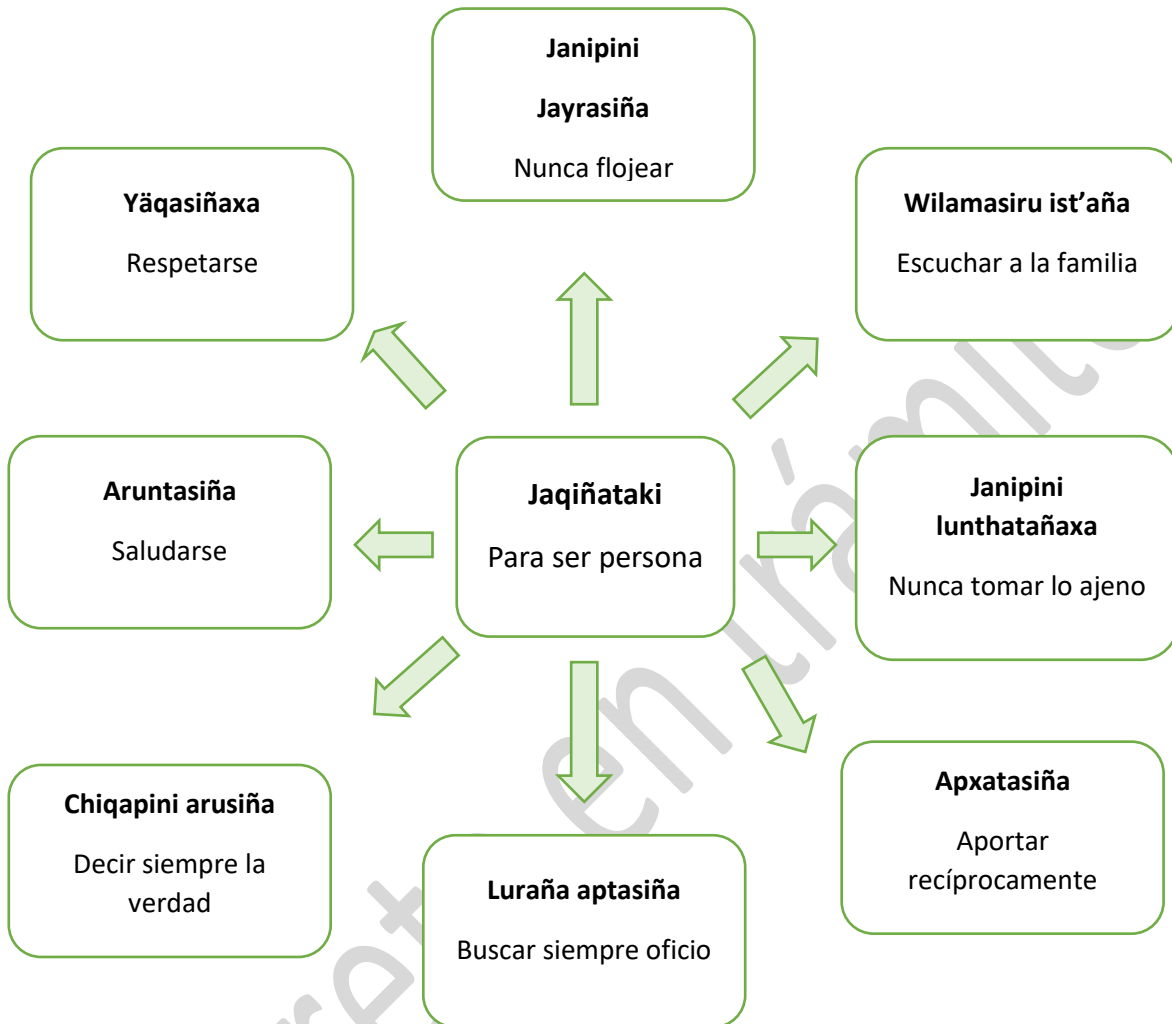 Janipini
Jayrasiña
Nunca flojear
Yäqasiñaxa
Respetarse
Wilamasiru ist’aña
Escuchar a la familia
Aruntasiña
Saludarse
Jaqiñataki
Para ser persona
Janipini
lunthatañaxa
Nunca tomar lo ajeno
Chiqapini arusiña
Decir siempre la
verdad
Luraña aptasiña
Buscar siempre oficio
Apxatasiña
Aportar
recíprocamente
en trámite